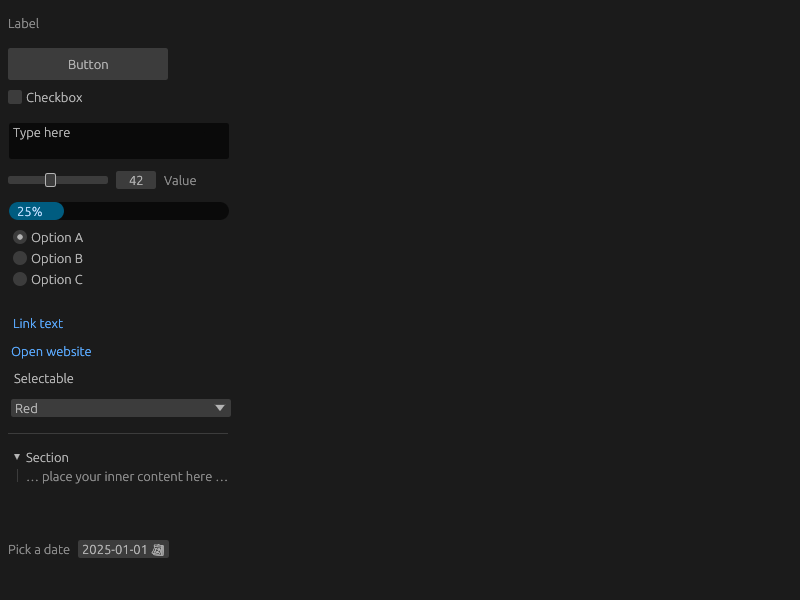 Label
Button
Checkbox
Type here
42 Value
25%
Option A
Option B
Option C
Link text
Open website
Selectable
Red
Section
… place your inner content here …
Pick a date 2025-01-01